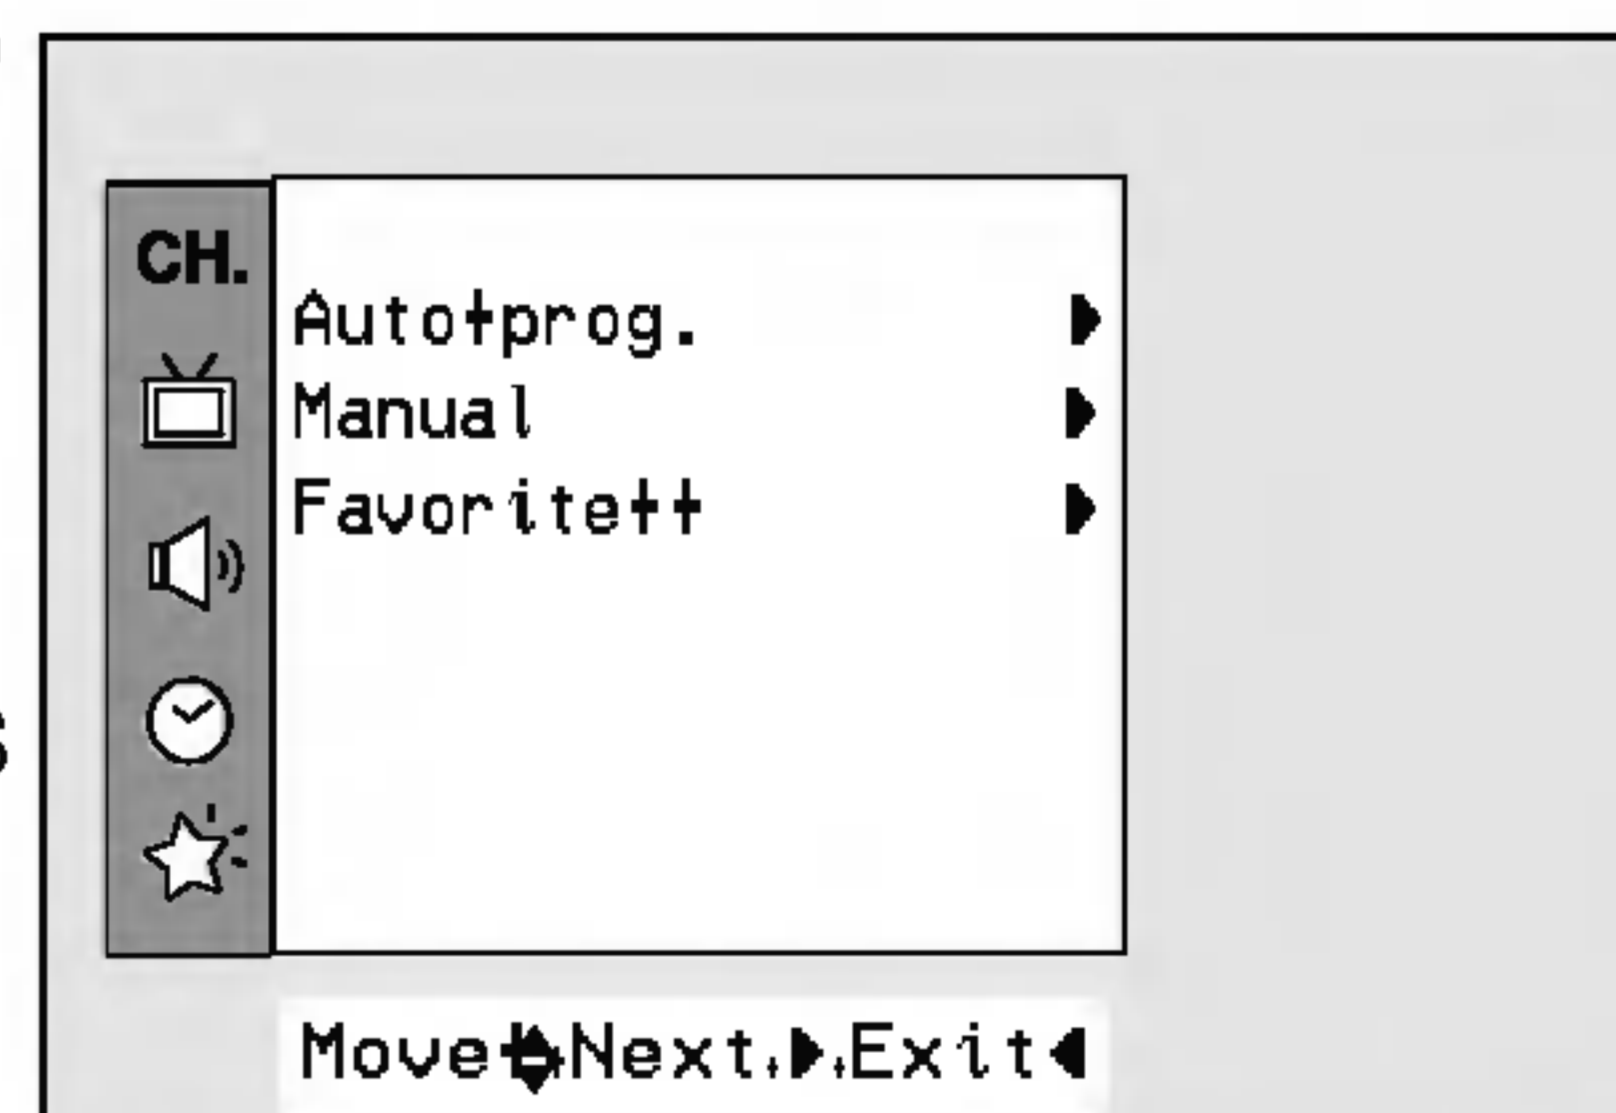 CH.
Auto prog. ▶
Manual ▶
Favorite ▶
Move Next ▶ Exit ◀